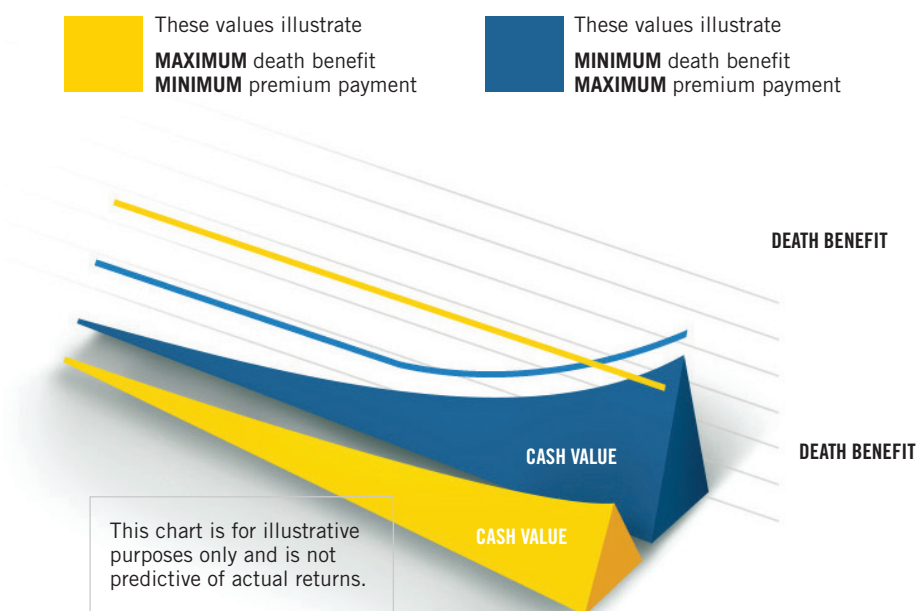 These values illustrate
MAXIMUM death benefit
MINIMUM premium payment
These values illustrate
MINIMUM death benefit
MAXIMUM premium payment
DEATH BENEFIT
DEATH BENEFIT
CASH VALUE
CASH VALUE
This chart is for illustrative
purposes only and is not
predictive of actual returns.